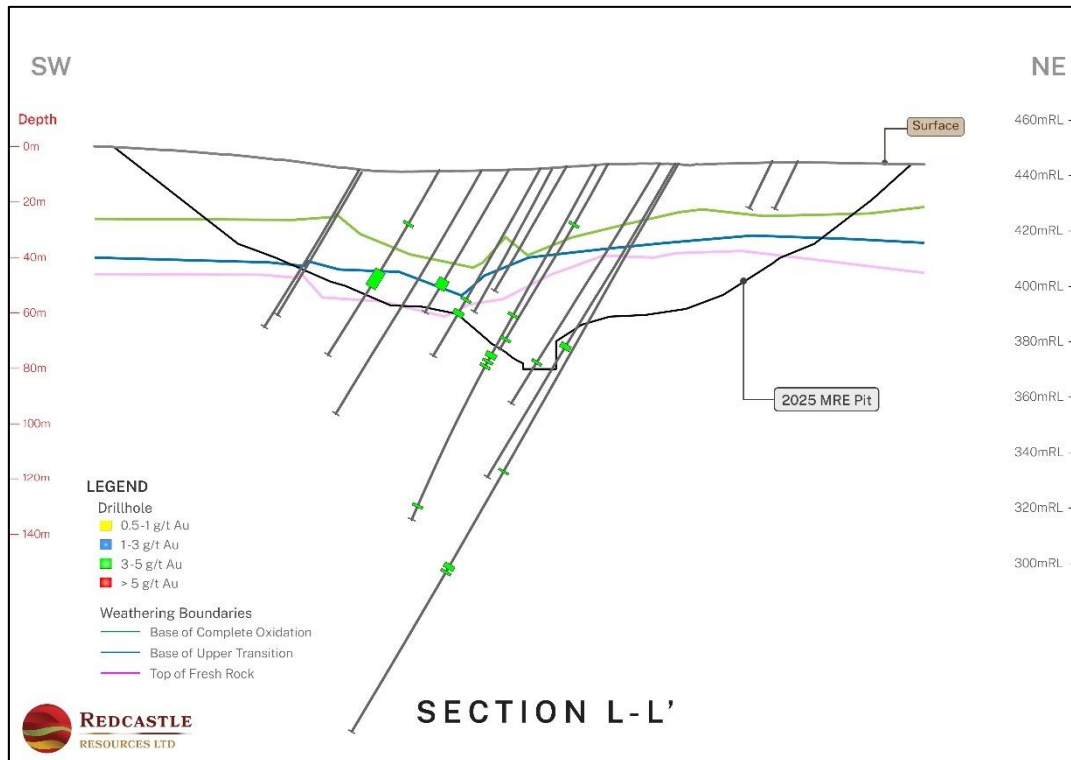 SW
NE
Depth
0m
20m
40m
60m
80m
100m
120m
140m
460mRL
440mRL
420mRL
400mRL
380mRL
360mRL
340mRL
320mRL
300mRL
Surface
2025 MRE Pit
LEGEND
Drillhole
0.5-1 g/t Au
1-3 g/t Au
3-5 g/t Au
> 5 g/t Au
Weathering Boundaries
Base of Complete Oxidation
Base of Upper Transition
Top of Fresh Rock
REDCASTLE
RESOURCES LTD
SECTION L-L'